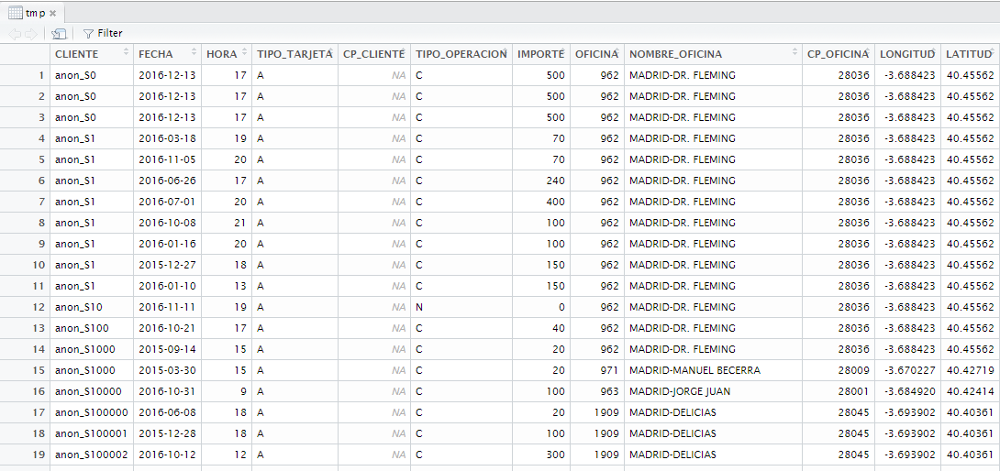 tmp
Filter
CLIENTE FECHA HORA TIPO_TARJETA CP_CLIENTE TIPO_OPERACION IMPORTE OFICINA NOMBRE_OFICINA CP_OFICINA LONGITUD LATITUD
1 anon_S0 2016-12-13 17 A NA C 500 962 MADRID-DR. FLEMING 28036 -3.688423 40.45562
2 anon_S0 2016-12-13 17 A NA C 500 962 MADRID-DR. FLEMING 28036 -3.688423 40.45562
3 anon_S0 2016-12-13 17 A NA C 500 962 MADRID-DR. FLEMING 28036 -3.688423 40.45562
4 anon_S1 2016-03-18 19 A NA C 70 962 MADRID-DR. FLEMING 28036 -3.688423 40.45562
5 anon_S1 2016-11-05 20 A NA C 70 962 MADRID-DR. FLEMING 28036 -3.688423 40.45562
6 anon_S1 2016-06-26 17 A NA C 240 962 MADRID-DR. FLEMING 28036 -3.688423 40.45562
7 anon_S1 2016-07-01 20 A NA C 400 962 MADRID-DR. FLEMING 28036 -3.688423 40.45562
8 anon_S1 2016-10-08 21 A NA C 100 962 MADRID-DR. FLEMING 28036 -3.688423 40.45562
9 anon_S1 2016-01-16 20 A NA C 100 962 MADRID-DR. FLEMING 28036 -3.688423 40.45562
10 anon_S1 2015-12-27 18 A NA C 150 962 MADRID-DR. FLEMING 28036 -3.688423 40.45562
11 anon_S1 2016-01-10 13 A NA C 150 962 MADRID-DR. FLEMING 28036 -3.688423 40.45562
12 anon_S10 2016-11-11 19 A NA N 0 962 MADRID-DR. FLEMING 28036 -3.688423 40.45562
13 anon_S100 2016-10-21 17 A NA C 40 962 MADRID-DR. FLEMING 28036 -3.688423 40.45562
14 anon_S1000 2015-09-14 15 A NA C 20 962 MADRID-DR. FLEMING 28036 -3.688423 40.45562
15 anon_S1000 2015-03-30 15 A NA C 20 971 MADRID-MANUEL BECERRA 28009 -3.670227 40.42719
16 anon_S10000 2016-10-31 9 A NA C 100 963 MADRID-JORGE JUAN 28001 -3.684920 40.42414
17 anon_S100000 2016-06-08 18 A NA C 20 1909 MADRID-DELICIAS 28045 -3.693902 40.40361
18 anon_S100001 2015-12-28 18 A NA C 100 1909 MADRID-DELICIAS 28045 -3.693902 40.40361
19 anon_S100002 2016-10-12 12 A NA C 300 1909 MADRID-DELICIAS 28045 -3.693902 40.40361